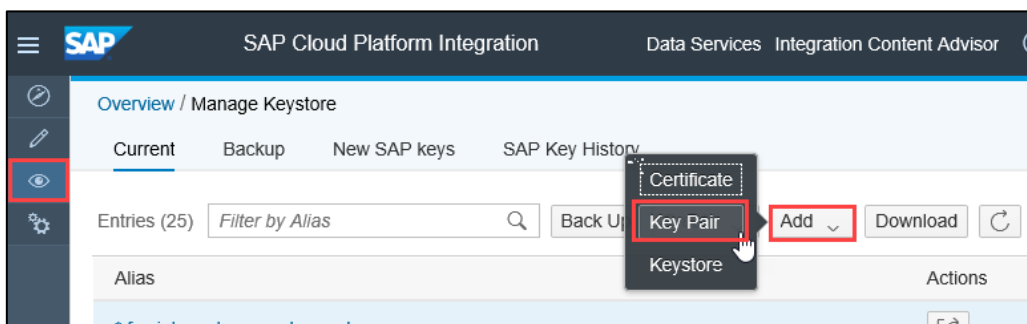 SAP SAP Cloud Platform Integration Data Services Integration Content Advisor
Overview / Manage Keystore
Current Backup New SAP keys SAP Key History
Certificate
Entries (25) Filter by Alias Back Up Key Pair Add Download
Keystore
Alias Actions